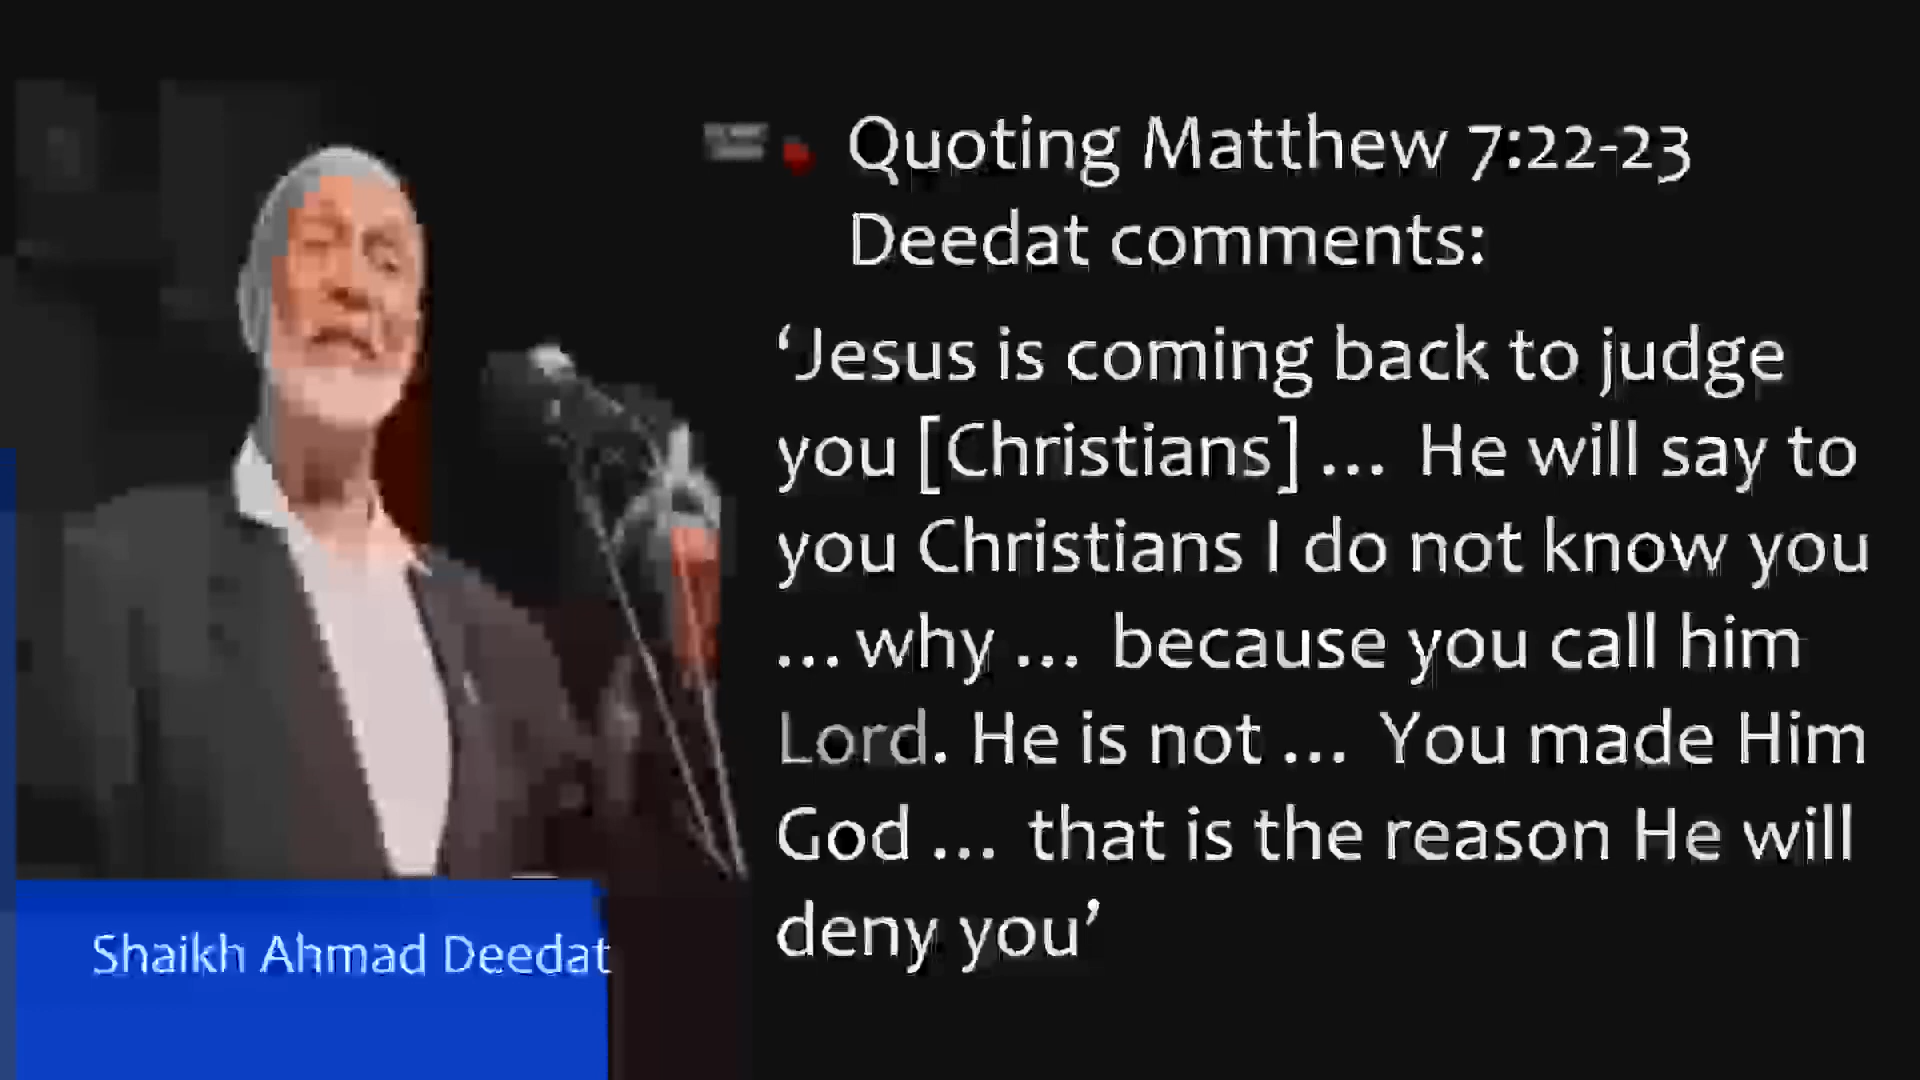 Quoting Matthew 7:22-23
Deedat comments:
‘Jesus is coming back to judge
you [Christians] ... He will say to
you Christians I do not know you
... why ... because you call him
Lord. He is not ... You made Him
God ... that is the reason He will
deny you’
Shaikh Ahmad Deedat